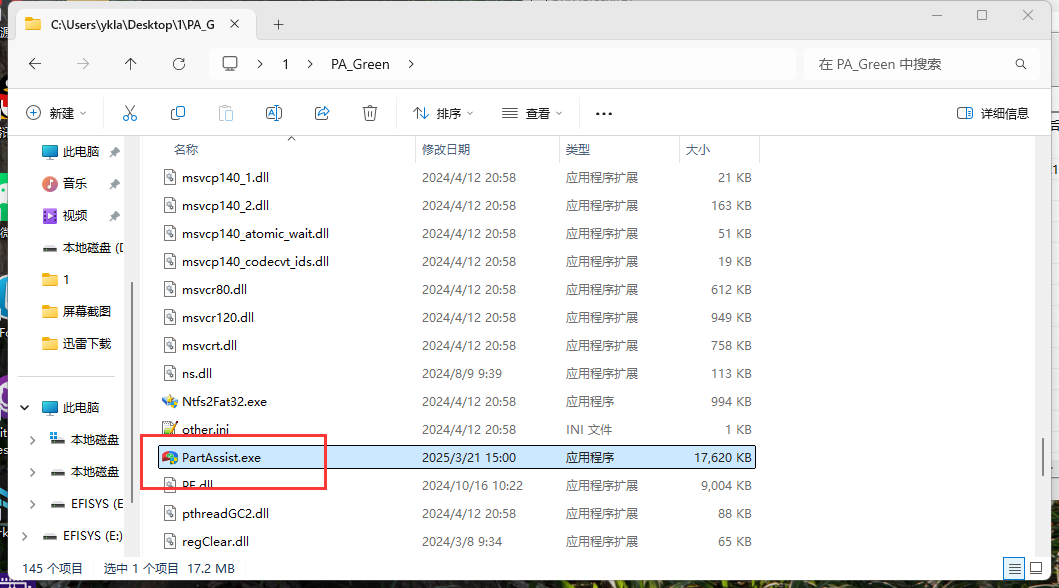 C:\Users\ykla\Desktop\1\PA_G
1
PA_Green
在 PA_Green 中搜索
新建
排序
查看
详细信息
名称
修改日期
类型
大小
此电脑
音乐
视频
本地磁盘 (D
1
屏幕截图
迅雷下载
此电脑
本地磁盘
本地磁盘
EFISYS (E
EFISYS (E:)
msvcp140_1.dll 2024/4/12 20:58 应用程序扩展 21 KB
msvcp140_2.dll 2024/4/12 20:58 应用程序扩展 163 KB
msvcp140_atomic_wait.dll 2024/4/12 20:58 应用程序扩展 51 KB
msvcp140_codecvt_ids.dll 2024/4/12 20:58 应用程序扩展 19 KB
msvcr80.dll 2024/4/12 20:58 应用程序扩展 612 KB
msvcr120.dll 2024/4/12 20:58 应用程序扩展 949 KB
msvcrt.dll 2024/4/12 20:58 应用程序扩展 758 KB
ns.dll 2024/8/9 9:39 应用程序扩展 113 KB
Ntfs2Fat32.exe 2024/4/12 20:58 应用程序 994 KB
other.ini 2024/4/12 20:58 INI 文件 1 KB
PartAssist.exe 2025/3/21 15:00 应用程序 17,620 KB
PE.dll 2024/10/16 10:22 应用程序扩展 9,004 KB
pthreadGC2.dll 2024/4/12 20:58 应用程序扩展 88 KB
regClear.dll 2024/3/8 9:34 应用程序扩展 65 KB
145 个项目
选中 1 个项目 17.2 MB